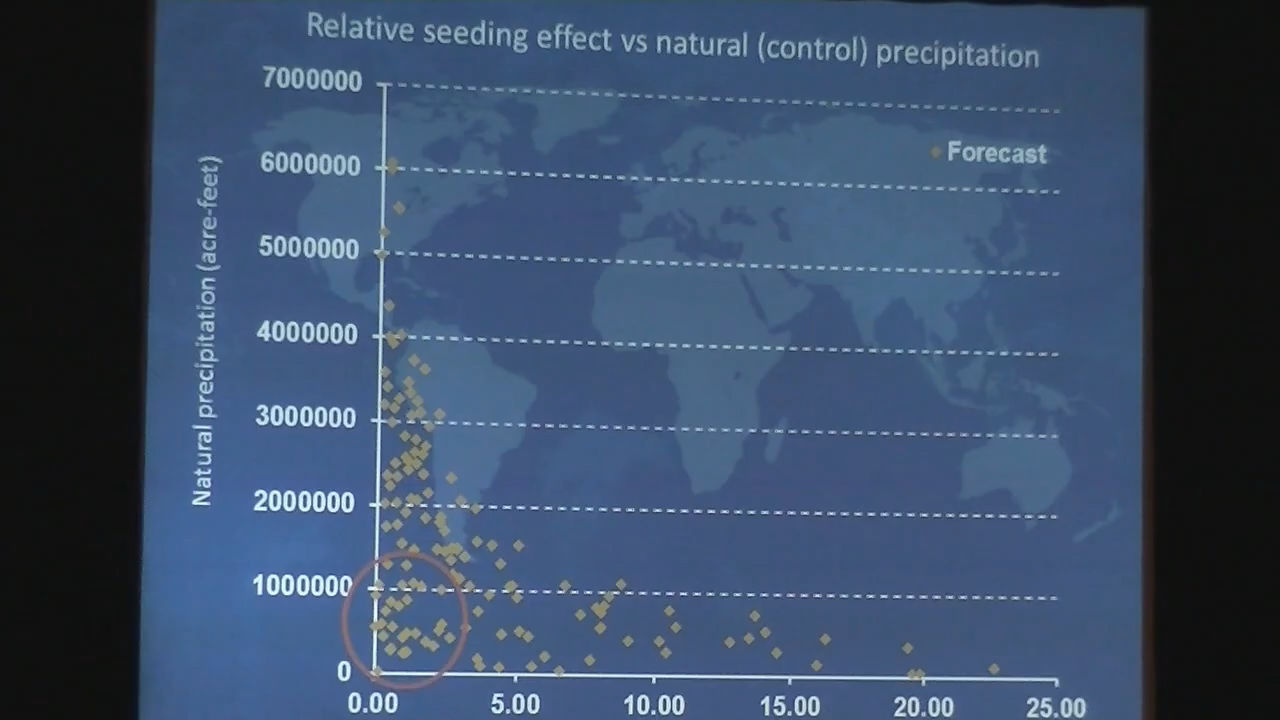 Relative seeding effect vs natural (control) precipitation
7000000
Forecast
6000000
5000000
4000000
3000000
2000000
1000000
0
Natural precipitation (acre-feet)
0.00 5.00 10.00 15.00 20.00 25.00